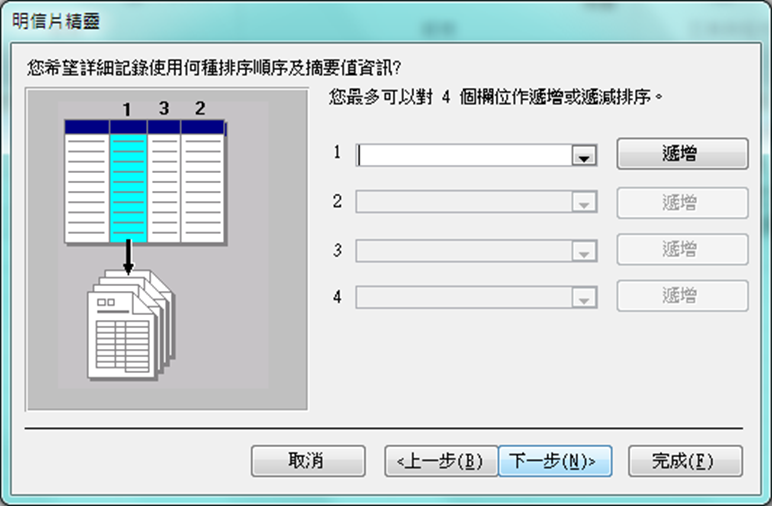 明信片精靈
您希望詳細記錄使用何種排序順序及摘要值資訊?
您最多可以對 4 個欄位作遞增或遞減排序。
1 3 2
1 遞增
2 遞增
3 遞增
4 遞增
取消 <上一步(B) 下一步(N)> 完成(F)